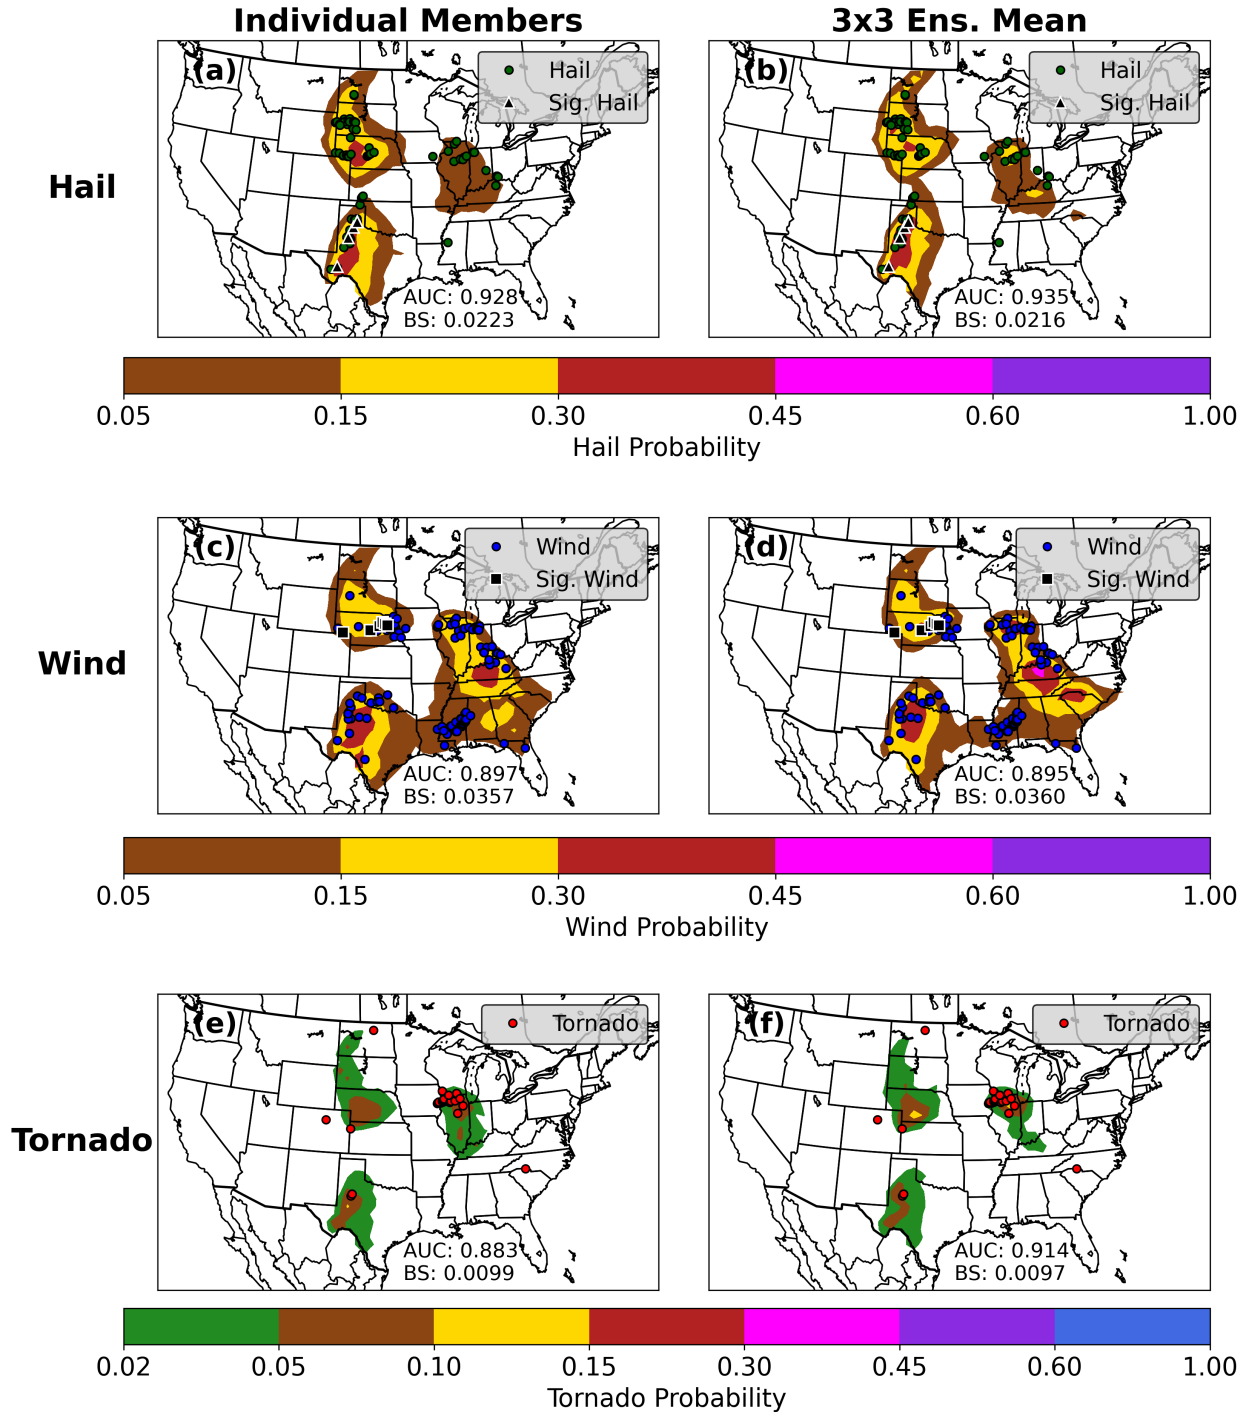 Individual Members
3x3 Ens. Mean
Hail
(a)
Hail
Sig. Hail
AUC: 0.928
BS: 0.0223
(b)
Hail
Sig. Hail
AUC: 0.935
BS: 0.0216
0.05 0.15 0.30 0.45 0.60 1.00
Hail Probability
Wind
(c)
Wind
Sig. Wind
AUC: 0.897
BS: 0.0357
(d)
Wind
Sig. Wind
AUC: 0.895
BS: 0.0360
0.05 0.15 0.30 0.45 0.60 1.00
Wind Probability
Tornado
(e)
Tornado
AUC: 0.883
BS: 0.0099
(f)
Tornado
AUC: 0.914
BS: 0.0097
0.02 0.05 0.10 0.15 0.30 0.45 0.60 1.00
Tornado Probability